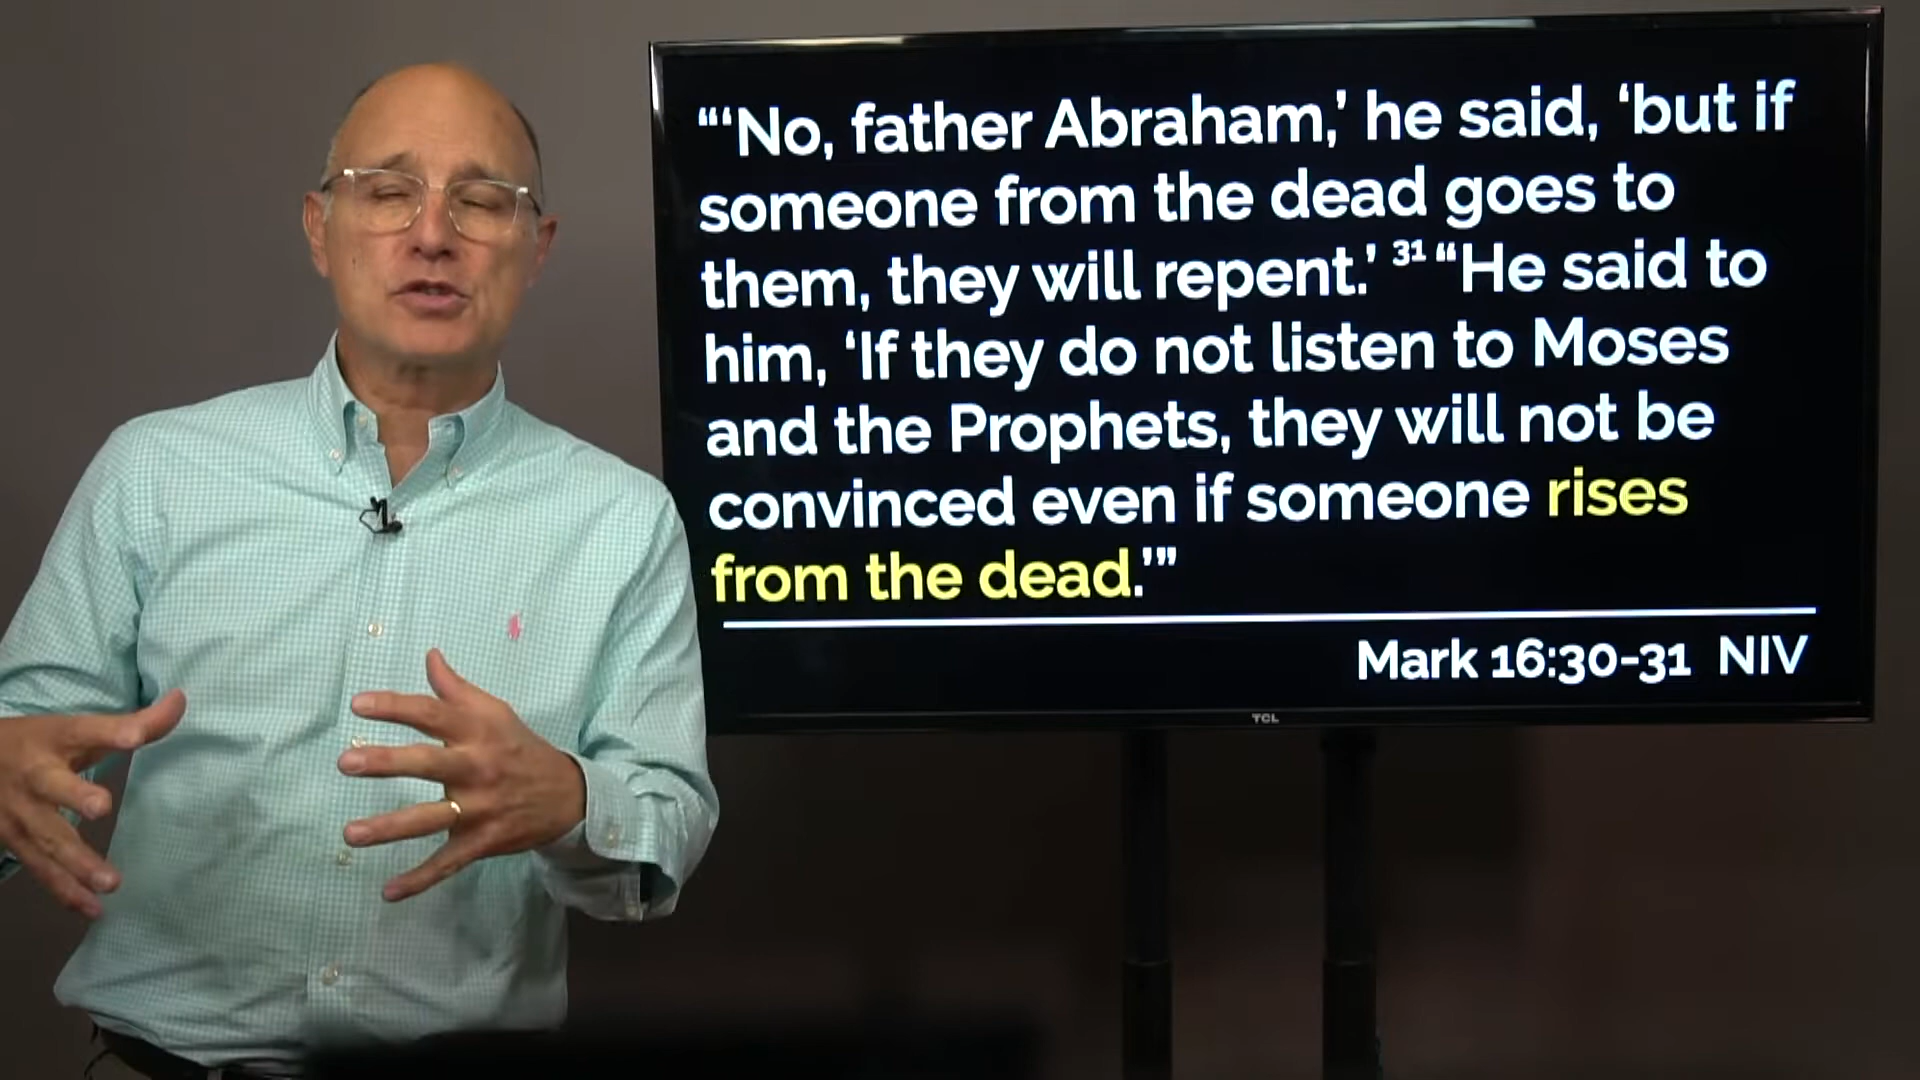 “‘No, father Abraham,’ he said, ‘but if
someone from the dead goes to
them, they will repent.’ ³¹ “He said to
him, ‘If they do not listen to Moses
and the Prophets, they will not be
convinced even if someone rises
from the dead.’”
Mark 16:30-31 NIV
TCL